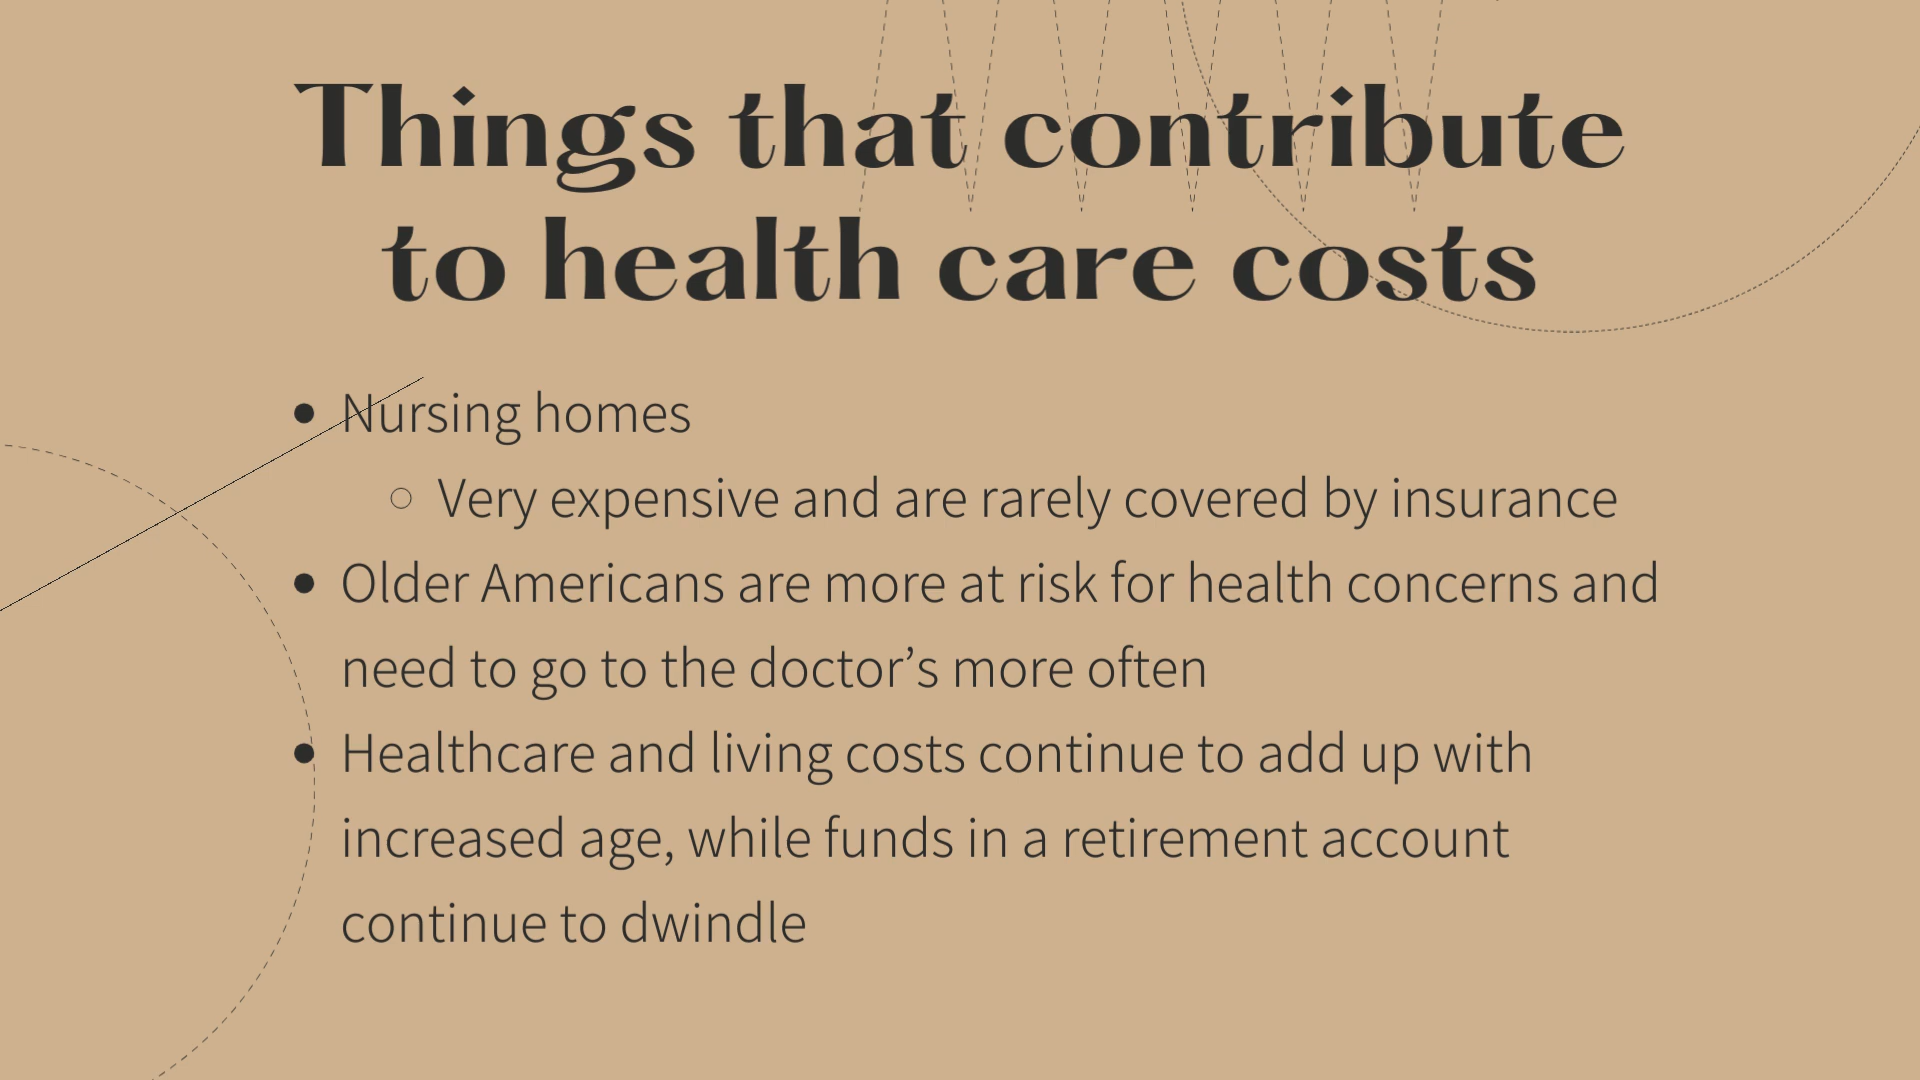 Things that contribute
to health care costs
• Nursing homes
○ Very expensive and are rarely covered by insurance
• Older Americans are more at risk for health concerns and
need to go to the doctor’s more often
• Healthcare and living costs continue to add up with
increased age, while funds in a retirement account
continue to dwindle